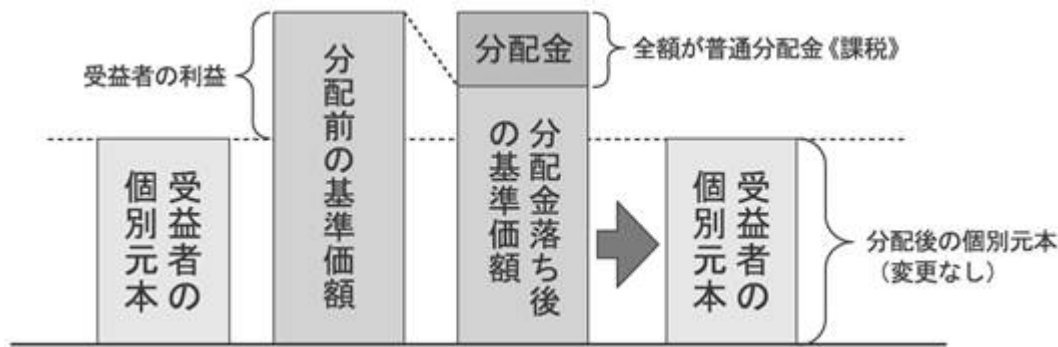 受益者の利益
受益者の
個別元本
分配前の基準価額
分配金
全額が普通分配金《課税》
分配金落ち後
の基準価額
受益者の
個別元本
分配後の個別元本
（変更なし）